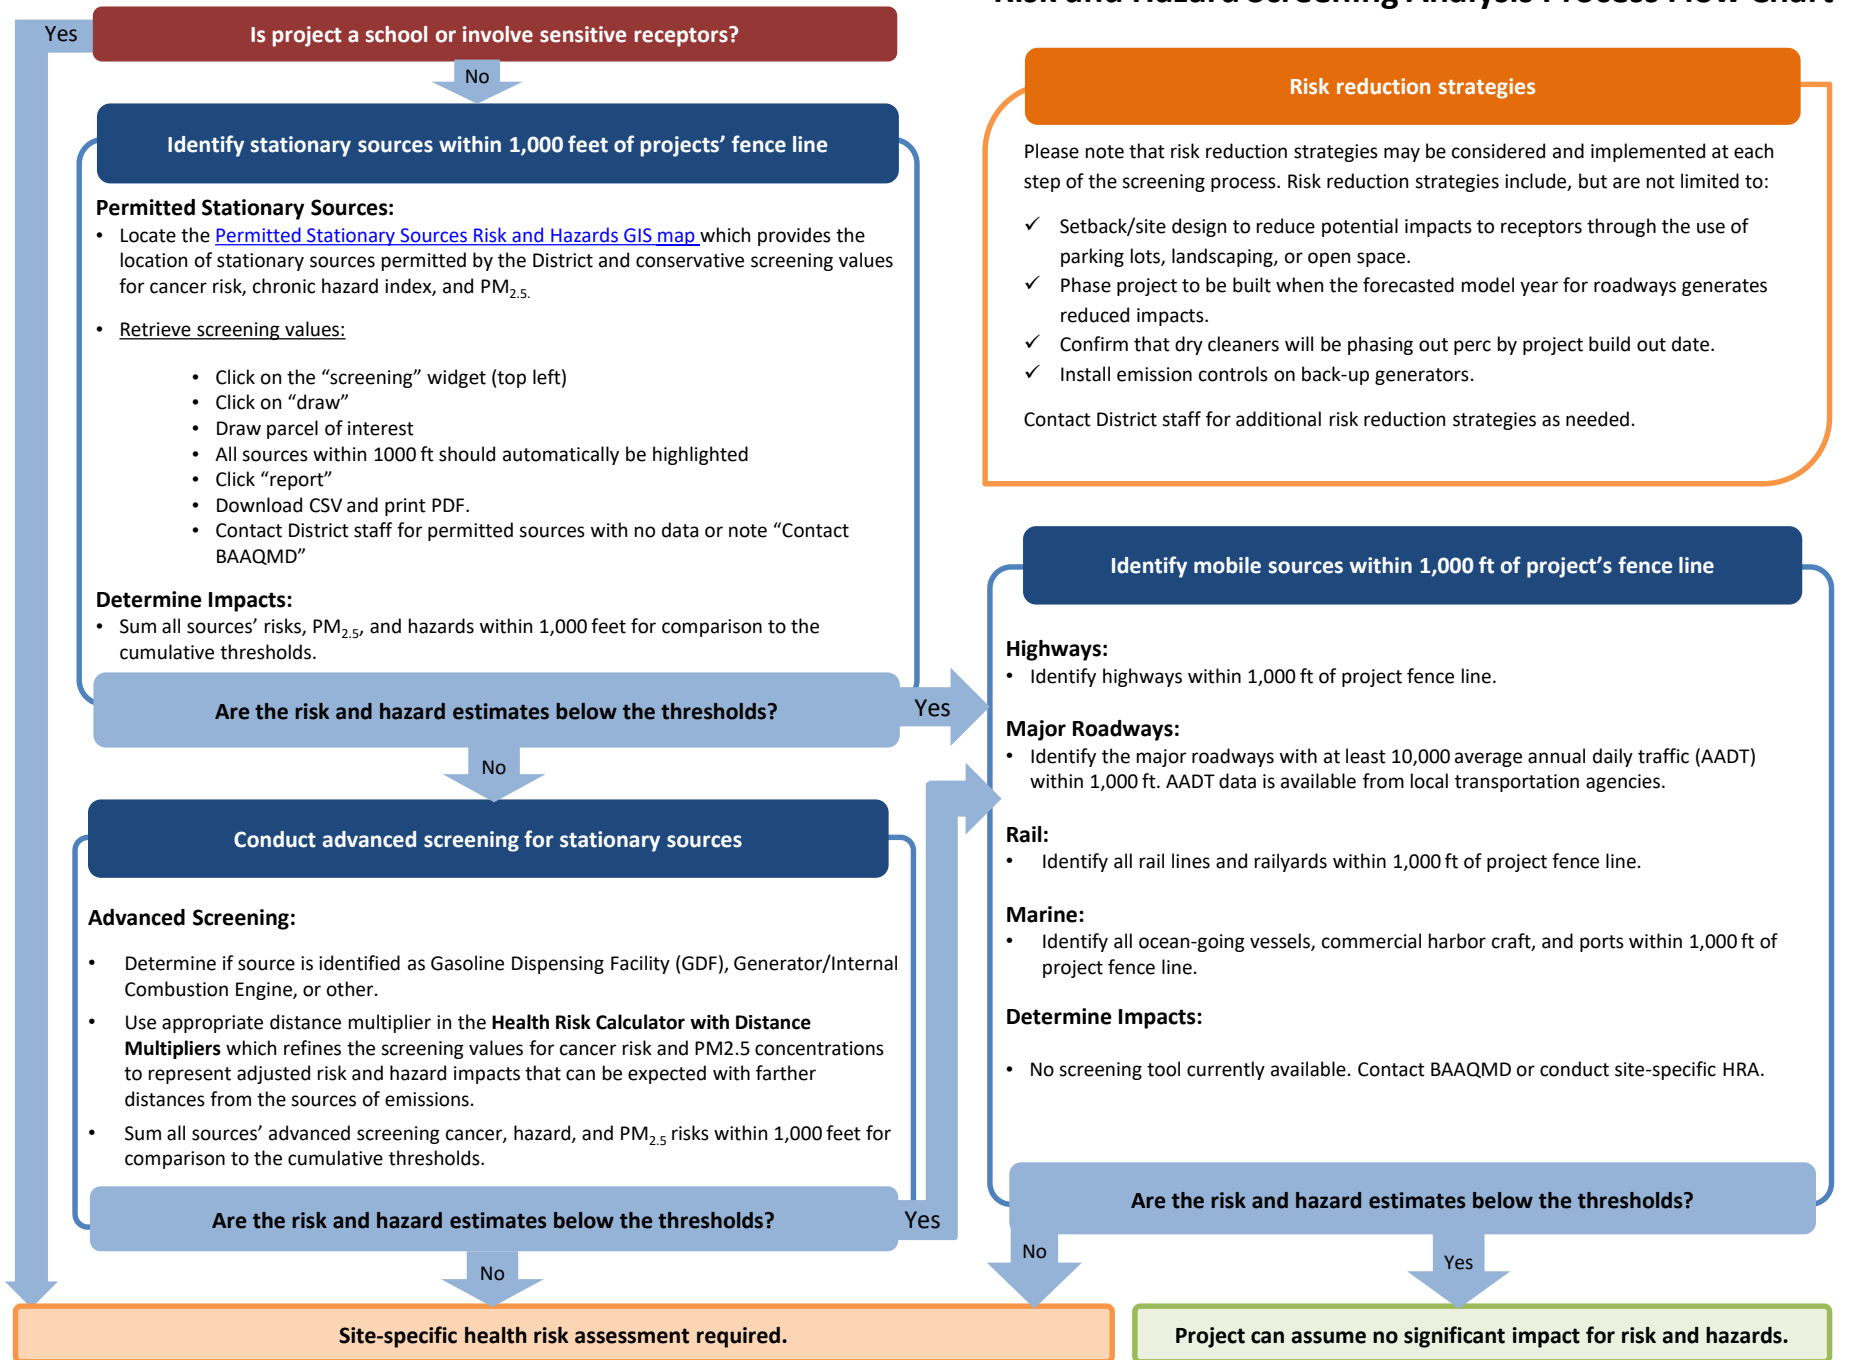 Risk and Hazard Screening Analysis Process Flow Chart
Yes
Is project a school or involve sensitive receptors?
No
Identify stationary sources within 1,000 feet of projects’ fence line
Permitted Stationary Sources:
• Locate the Permitted Stationary Sources Risk and Hazards GIS map which provides the
location of stationary sources permitted by the District and conservative screening values
for cancer risk, chronic hazard index, and PM2.5.
• Retrieve screening values:
• Click on the “screening” widget (top left)
• Click on “draw”
• Draw parcel of interest
• All sources within 1000 ft should automatically be highlighted
• Click “report”
• Download CSV and print PDF.
• Contact District staff for permitted sources with no data or note “Contact
BAAQMD”
Determine Impacts:
• Sum all sources’ risks, PM2.5, and hazards within 1,000 feet for comparison to the
cumulative thresholds.
Are the risk and hazard estimates below the thresholds?
Yes
No
Conduct advanced screening for stationary sources
Advanced Screening:
• Determine if source is identified as Gasoline Dispensing Facility (GDF), Generator/Internal
Combustion Engine, or other.
• Use appropriate distance multiplier in the Health Risk Calculator with Distance
Multipliers which refines the screening values for cancer risk and PM2.5 concentrations
to represent adjusted risk and hazard impacts that can be expected with farther
distances from the sources of emissions.
• Sum all sources’ advanced screening cancer, hazard, and PM2.5 risks within 1,000 feet for
comparison to the cumulative thresholds.
Are the risk and hazard estimates below the thresholds?
Yes
No
Risk reduction strategies
Please note that risk reduction strategies may be considered and implemented at each
step of the screening process. Risk reduction strategies include, but are not limited to:
✓ Setback/site design to reduce potential impacts to receptors through the use of
parking lots, landscaping, or open space.
✓ Phase project to be built when the forecasted model year for roadways generates
reduced impacts.
✓ Confirm that dry cleaners will be phasing out perc by project build out date.
✓ Install emission controls on back-up generators.
Contact District staff for additional risk reduction strategies as needed.
Identify mobile sources within 1,000 ft of project’s fence line
Highways:
• Identify highways within 1,000 ft of project fence line.
Major Roadways:
• Identify the major roadways with at least 10,000 average annual daily traffic (AADT)
within 1,000 ft. AADT data is available from local transportation agencies.
Rail:
• Identify all rail lines and railyards within 1,000 ft of project fence line.
Marine:
• Identify all ocean-going vessels, commercial harbor craft, and ports within 1,000 ft of
project fence line.
Determine Impacts:
• No screening tool currently available. Contact BAAQMD or conduct site-specific HRA.
Are the risk and hazard estimates below the thresholds?
No
Yes
Site-specific health risk assessment required.
Project can assume no significant impact for risk and hazards.